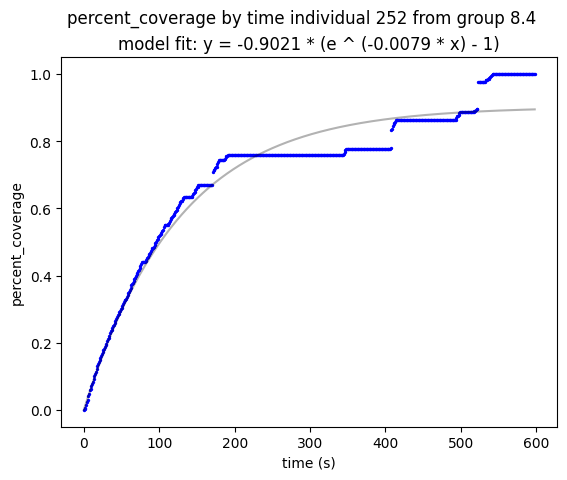 percent_coverage by time individual 252 from group 8.4
model fit: y = -0.9021 * (e ^ (-0.0079 * x) - 1)
1.0
0.8
0.6
0.4
0.2
0.0
percent_coverage
0 100 200 300 400 500 600
time (s)